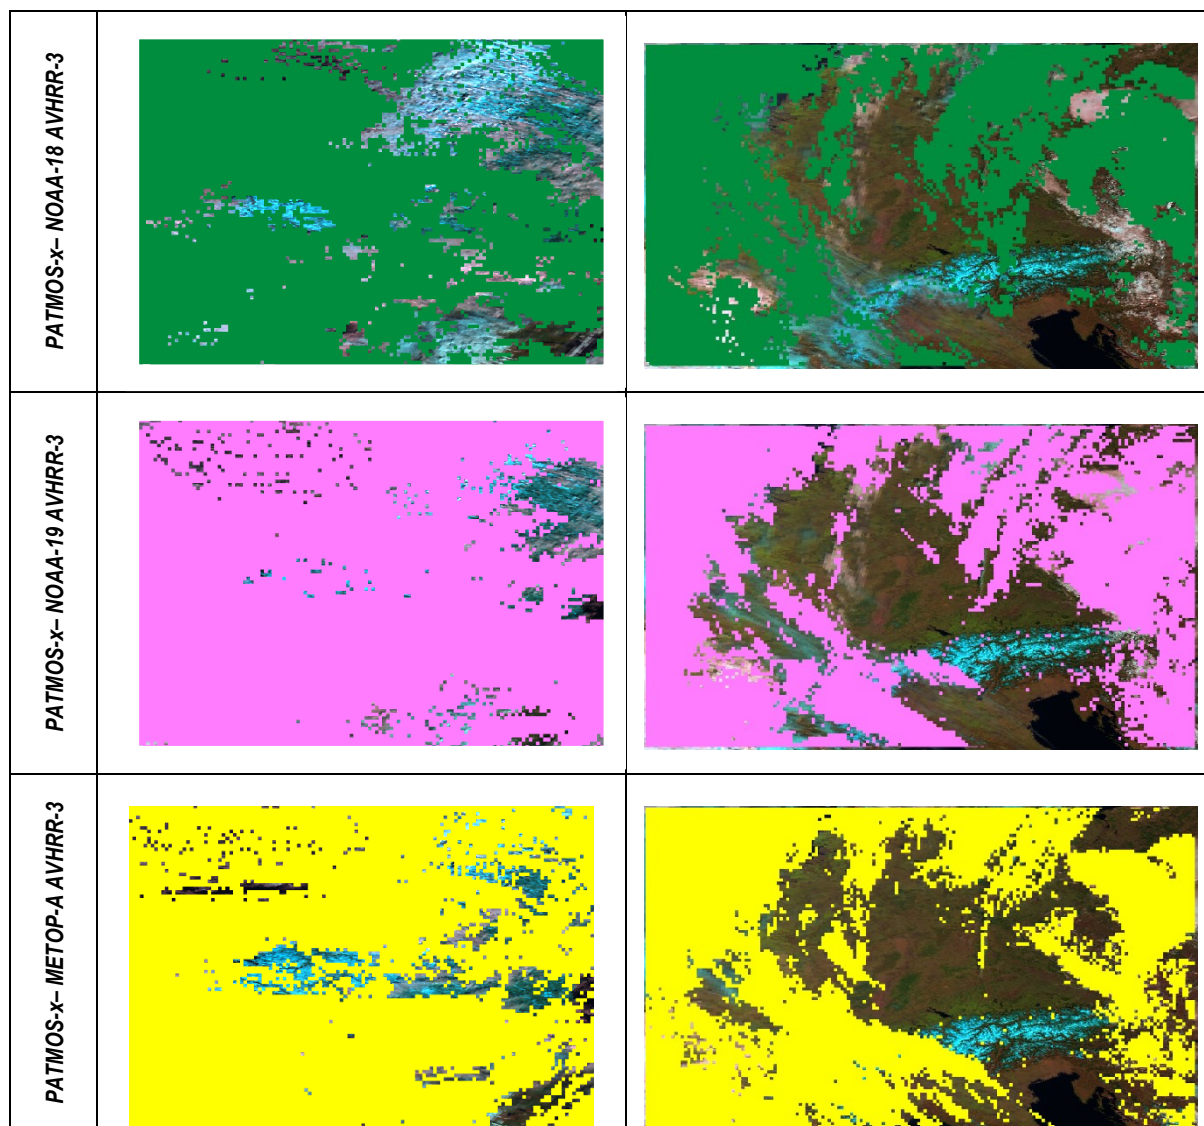 PATMOS-x– NOAA-18 AVHRR-3
PATMOS-x– NOAA-19 AVHRR-3
PATMOS-x– METOP-A AVHRR-3